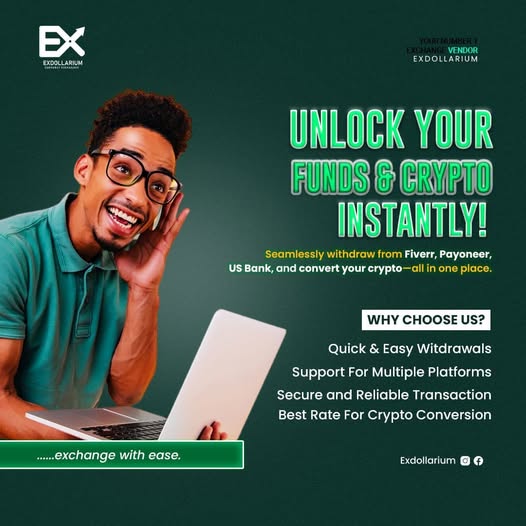 EX
EXDOLLARIUM
YOUR NUMBER 1
EXCHANGE VENDOR
EXDOLLARIUM
UNLOCK YOUR
FUNDS & CRYPTO
INSTANTLY!
Seamlessly withdraw from Fiverr, Payoneer,
US Bank, and convert your crypto—all in one place.
WHY CHOOSE US?
Quick & Easy Witdrawals
Support For Multiple Platforms
Secure and Reliable Transaction
Best Rate For Crypto Conversion
......exchange with ease.
Exdollarium